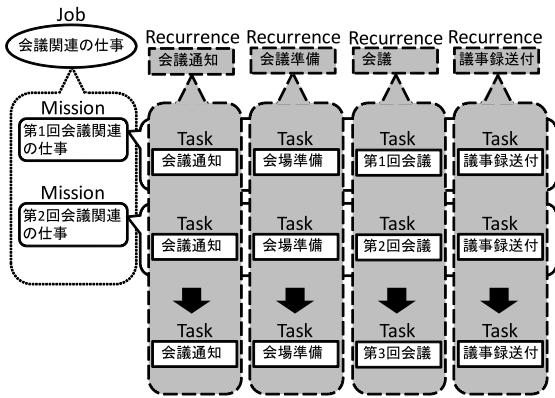 Job
会議関連の仕事
Recurrence Recurrence Recurrence Recurrence
会議通知 会議準備 会議 議事録送付
Mission
第1回会議関連
の仕事
Task Task Task Task
会議通知 会場準備 第1回会議 議事録送付
Mission
第2回会議関連
の仕事
Task Task Task Task
会議通知 会場準備 第2回会議 議事録送付
Task Task Task Task
会議通知 会場準備 第3回会議 議事録送付